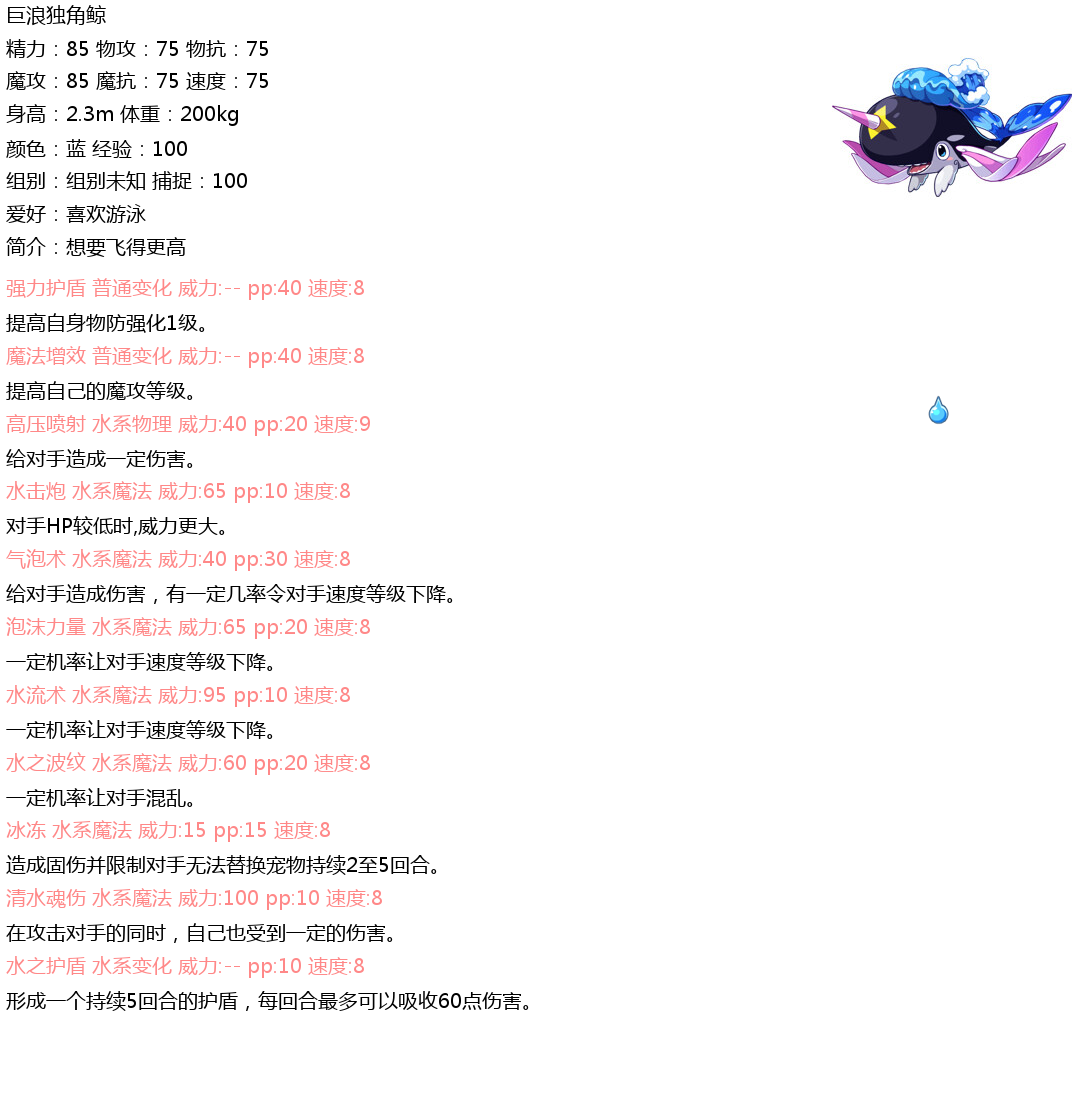 巨浪独角鲸
精力：85 物攻：75 物抗：75
魔攻：85 魔抗：75 速度：75
身高：2.3m 体重：200kg
颜色：蓝 经验：100
组别：组别未知 捕捉：100
爱好：喜欢游泳
简介：想要飞得更高
强力护盾 普通变化 威力:-- pp:40 速度:8
提高自身物防强化1级。
魔法增效 普通变化 威力:-- pp:40 速度:8
提高自己的魔攻等级。
高压喷射 水系物理 威力:40 pp:20 速度:9
给对手造成一定伤害。
水击炮 水系魔法 威力:65 pp:10 速度:8
对手HP较低时,威力更大。
气泡术 水系魔法 威力:40 pp:30 速度:8
给对手造成伤害，有一定几率令对手速度等级下降。
泡沫力量 水系魔法 威力:65 pp:20 速度:8
一定机率让对手速度等级下降。
水流术 水系魔法 威力:95 pp:10 速度:8
一定机率让对手速度等级下降。
水之波纹 水系魔法 威力:60 pp:20 速度:8
一定机率让对手混乱。
冰冻 水系魔法 威力:15 pp:15 速度:8
造成固伤并限制对手无法替换宠物持续2至5回合。
清水魂伤 水系魔法 威力:100 pp:10 速度:8
在攻击对手的同时，自己也受到一定的伤害。
水之护盾 水系变化 威力:-- pp:10 速度:8
形成一个持续5回合的护盾，每回合最多可以吸收60点伤害。